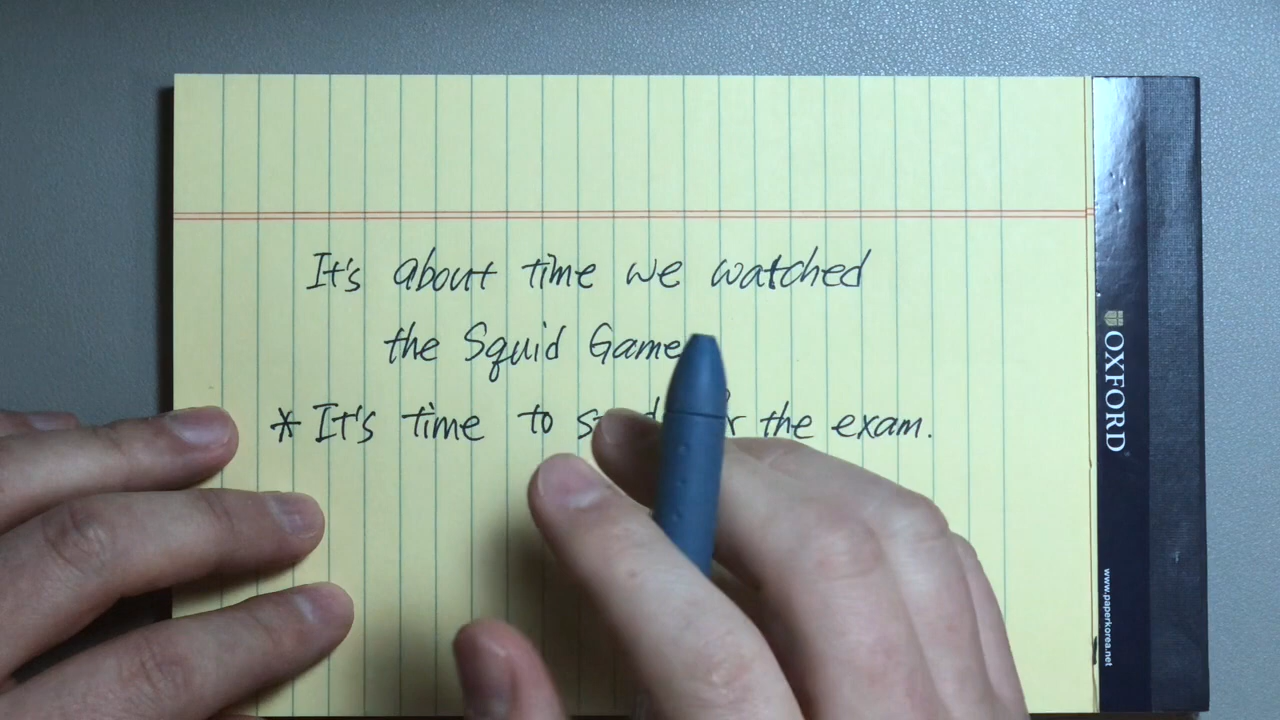 It's about time we watched
the Squid Game
* It's time to the exam.
OXFORD
www.paperkorea.net